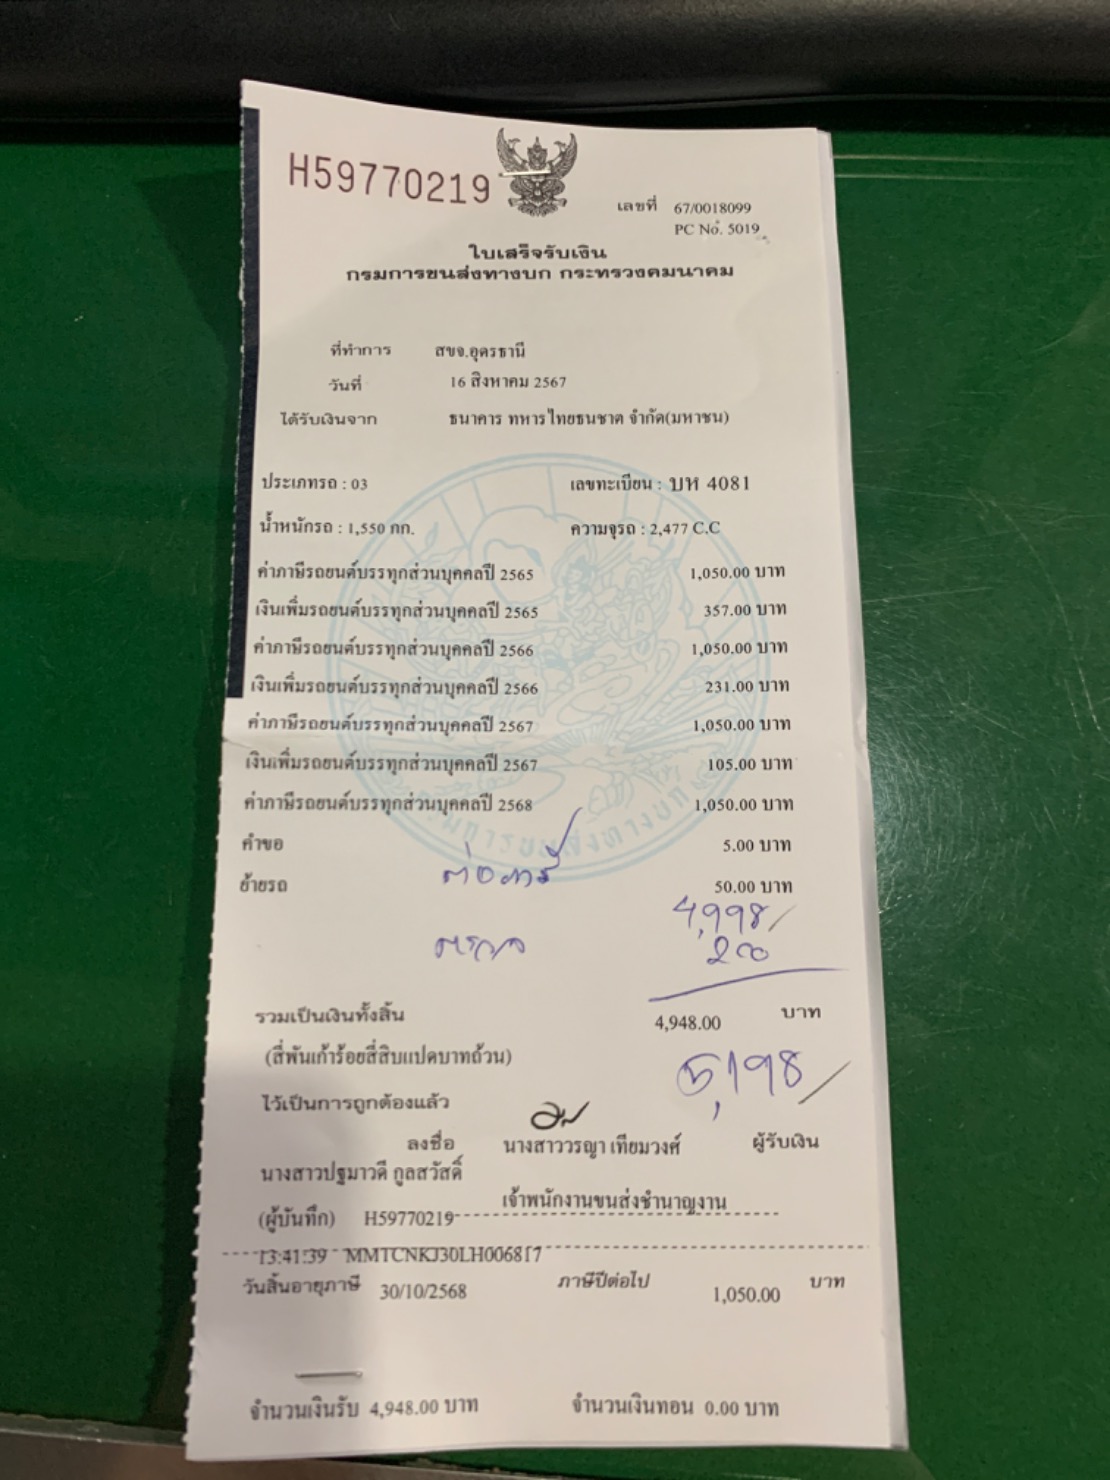 H59770219
เลขที่ 67/0018099
PC No. 5019
ใบเสร็จรับเงิน
กรมการขนส่งทางบก กระทรวงคมนาคม
ที่ทำการ สขจ.อุดรธานี
วันที่ 16 สิงหาคม 2567
ได้รับเงินจาก ธนาคาร ทหารไทยธนชาต จำกัด(มหาชน)
ประเภทรถ : 03 เลขทะเบียน : บห 4081
น้ำหนักรถ : 1,550 กก. ความจุรถ : 2,477 C.C
ค่าภาษีรถยนต์บรรทุกส่วนบุคคลปี 2565 1,050.00 บาท
เงินเพิ่มรถยนต์บรรทุกส่วนบุคคลปี 2565 357.00 บาท
ค่าภาษีรถยนต์บรรทุกส่วนบุคคลปี 2566 1,050.00 บาท
เงินเพิ่มรถยนต์บรรทุกส่วนบุคคลปี 2566 231.00 บาท
ค่าภาษีรถยนต์บรรทุกส่วนบุคคลปี 2567 1,050.00 บาท
เงินเพิ่มรถยนต์บรรทุกส่วนบุคคลปี 2567 105.00 บาท
ค่าภาษีรถยนต์บรรทุกส่วนบุคคลปี 2568 1,050.00 บาท
กรมการขนส่งทางบก
คำขอ 5.00 บาท
ย้ายรถ ต่อภาษี 50.00 บาท
4,998/
ตรวจ 200
รวมเป็นเงินทั้งสิ้น 4,948.00 บาท
(สี่พันเก้าร้อยสี่สิบแปดบาทถ้วน)
5,198/
ไว้เป็นการถูกต้องแล้ว
ลงชื่อ นางสาววรญา เทียมวงศ์ ผู้รับเงิน
นางสาวปฐมาวดี กูลสวัสดิ์
เจ้าพนักงานขนส่งชำนาญงาน
(ผู้บันทึก) H59770219
13:41:39 MMTCNKJ30LH006817
วันสิ้นอายุภาษี 30/10/2568 ภาษีปีต่อไป 1,050.00 บาท
จำนวนเงินรับ 4,948.00 บาท จำนวนเงินทอน 0.00 บาท